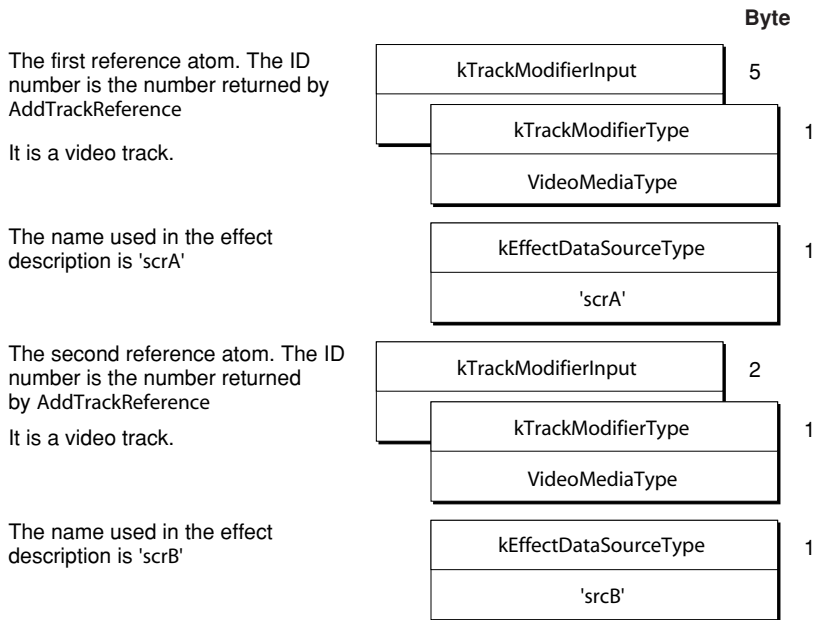 Byte
The first reference atom. The ID
number is the number returned by
AddTrackReference
kTrackModifierInput
5
It is a video track.
kTrackModifierType
1
VideoMediaType
The name used in the effect
description is 'scrA'
kEffectDataSourceType
1
'srcA'
The second reference atom. The ID
number is the number returned
by AddTrackReference
kTrackModifierInput
2
It is a video track.
kTrackModifierType
1
VideoMediaType
The name used in the effect
description is 'scrB'
kEffectDataSourceType
1
'srcB'